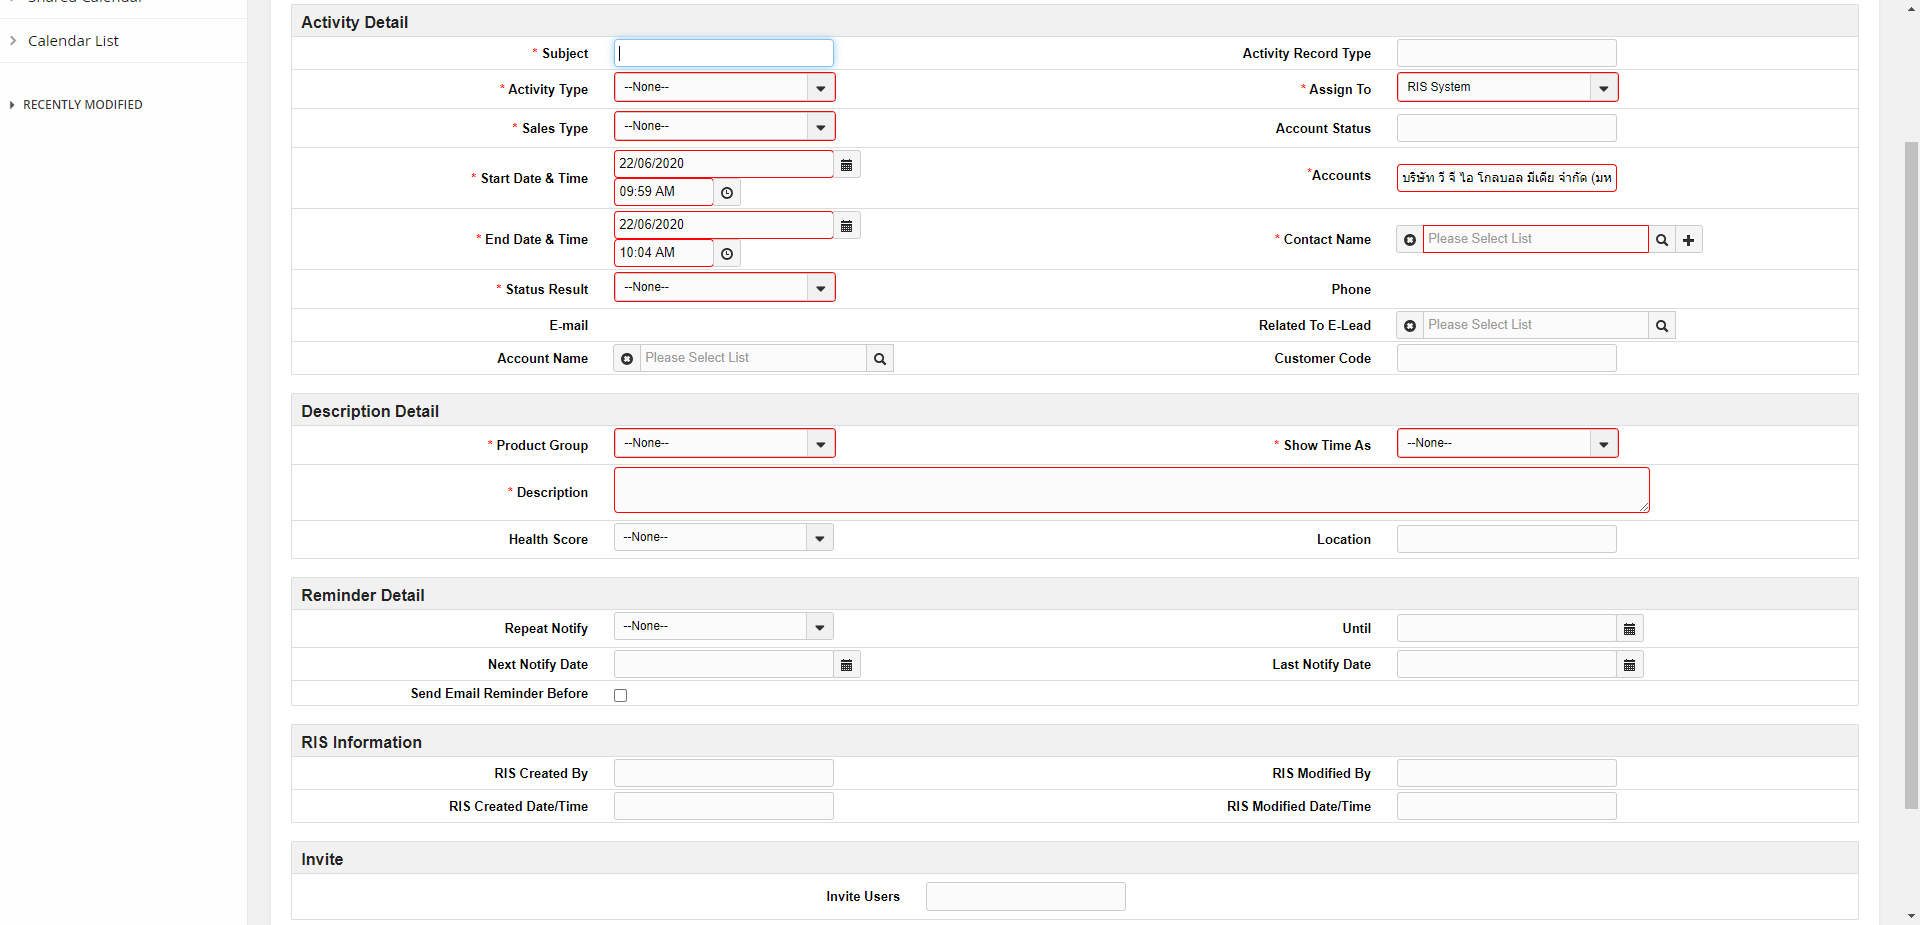 Calendar List
RECENTLY MODIFIED
Activity Detail
* Subject
Activity Record Type
* Activity Type --None--
* Assign To RIS System
* Sales Type --None--
Account Status
* Start Date & Time 22/06/2020
09:59 AM
*Accounts บริษัท วี จี ไอ โกลบอล มีเดีย จำกัด (มห
* End Date & Time 22/06/2020
10:04 AM
* Contact Name Please Select List
* Status Result --None--
Phone
E-mail
Related To E-Lead Please Select List
Account Name Please Select List
Customer Code
Description Detail
* Product Group --None--
* Show Time As --None--
* Description
Health Score --None--
Location
Reminder Detail
Repeat Notify --None--
Until
Next Notify Date
Last Notify Date
Send Email Reminder Before
RIS Information
RIS Created By
RIS Modified By
RIS Created Date/Time
RIS Modified Date/Time
Invite
Invite Users